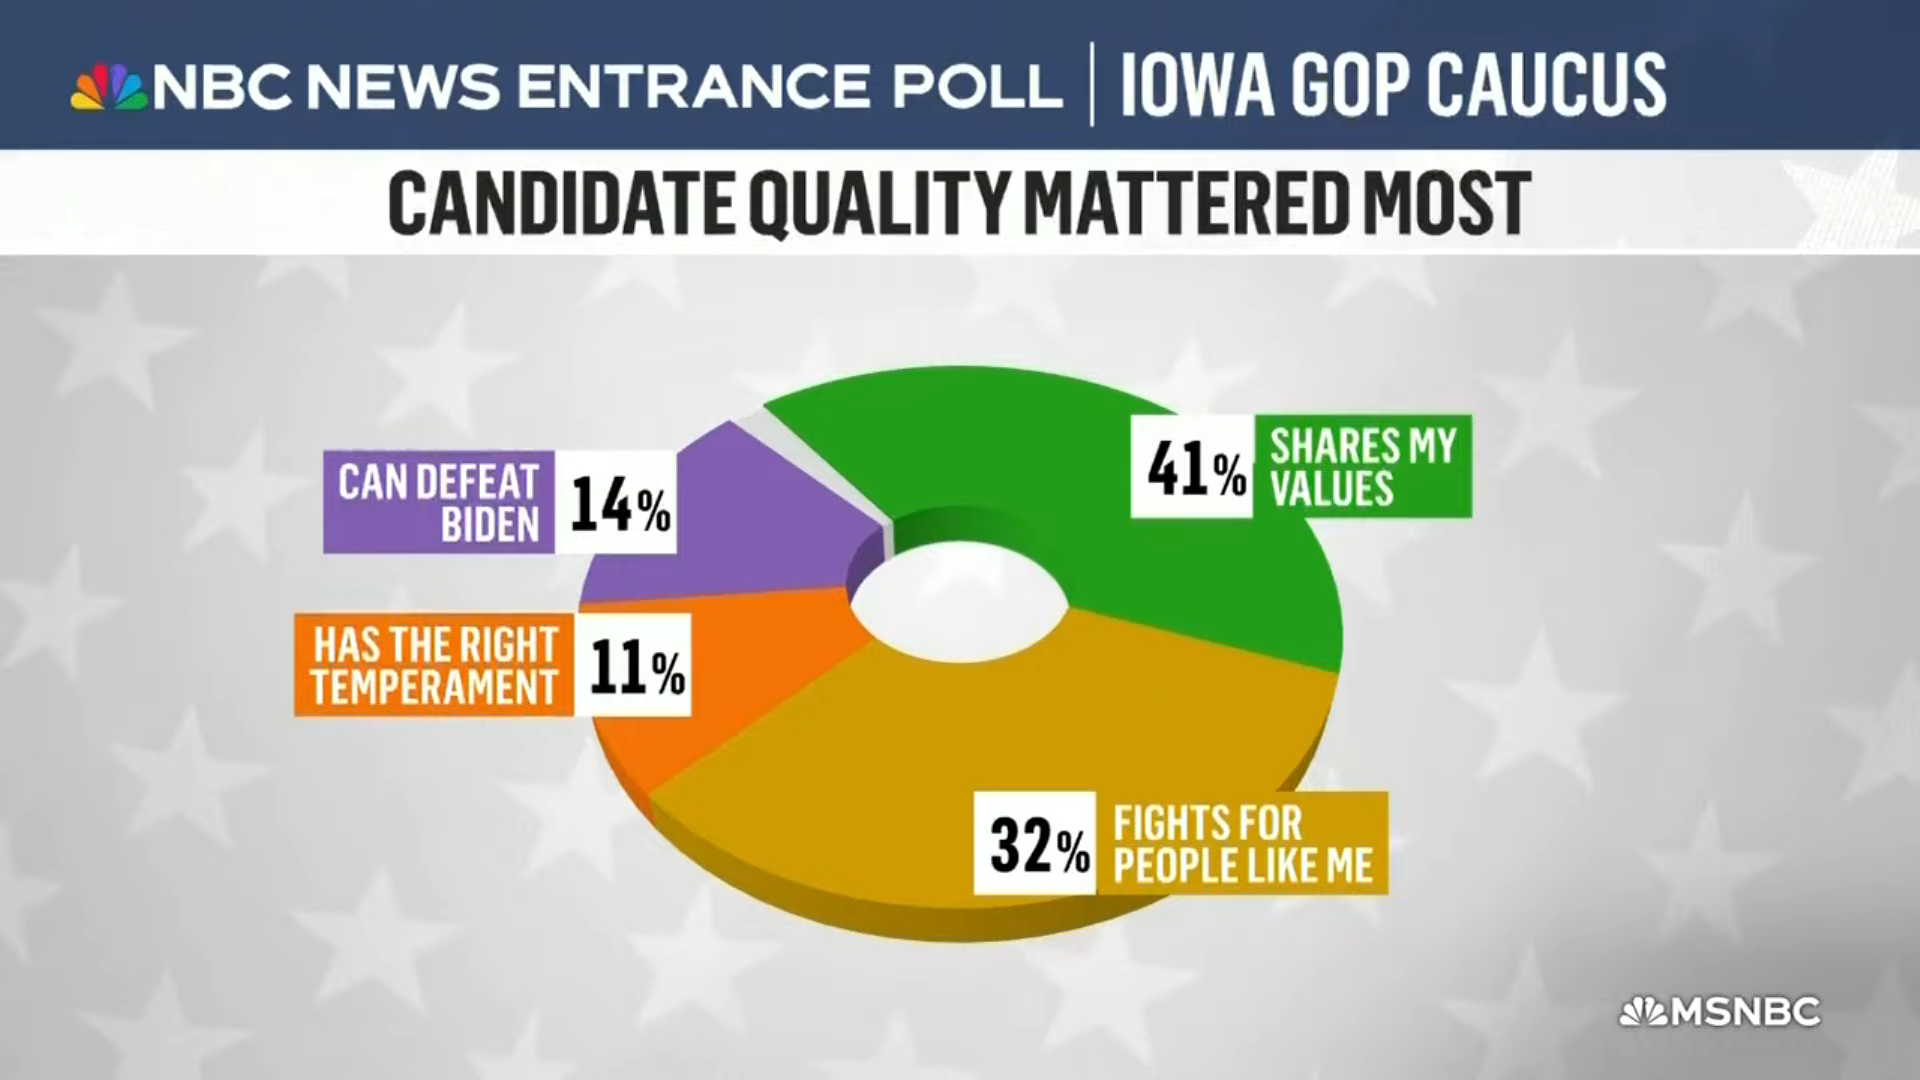 NBC NEWS ENTRANCE POLL | IOWA GOP CAUCUS
CANDIDATE QUALITY MATTERED MOST
41% SHARES MY
VALUES
CAN DEFEAT
BIDEN 14%
HAS THE RIGHT
TEMPERAMENT 11%
32% FIGHTS FOR
PEOPLE LIKE ME
MSNBC